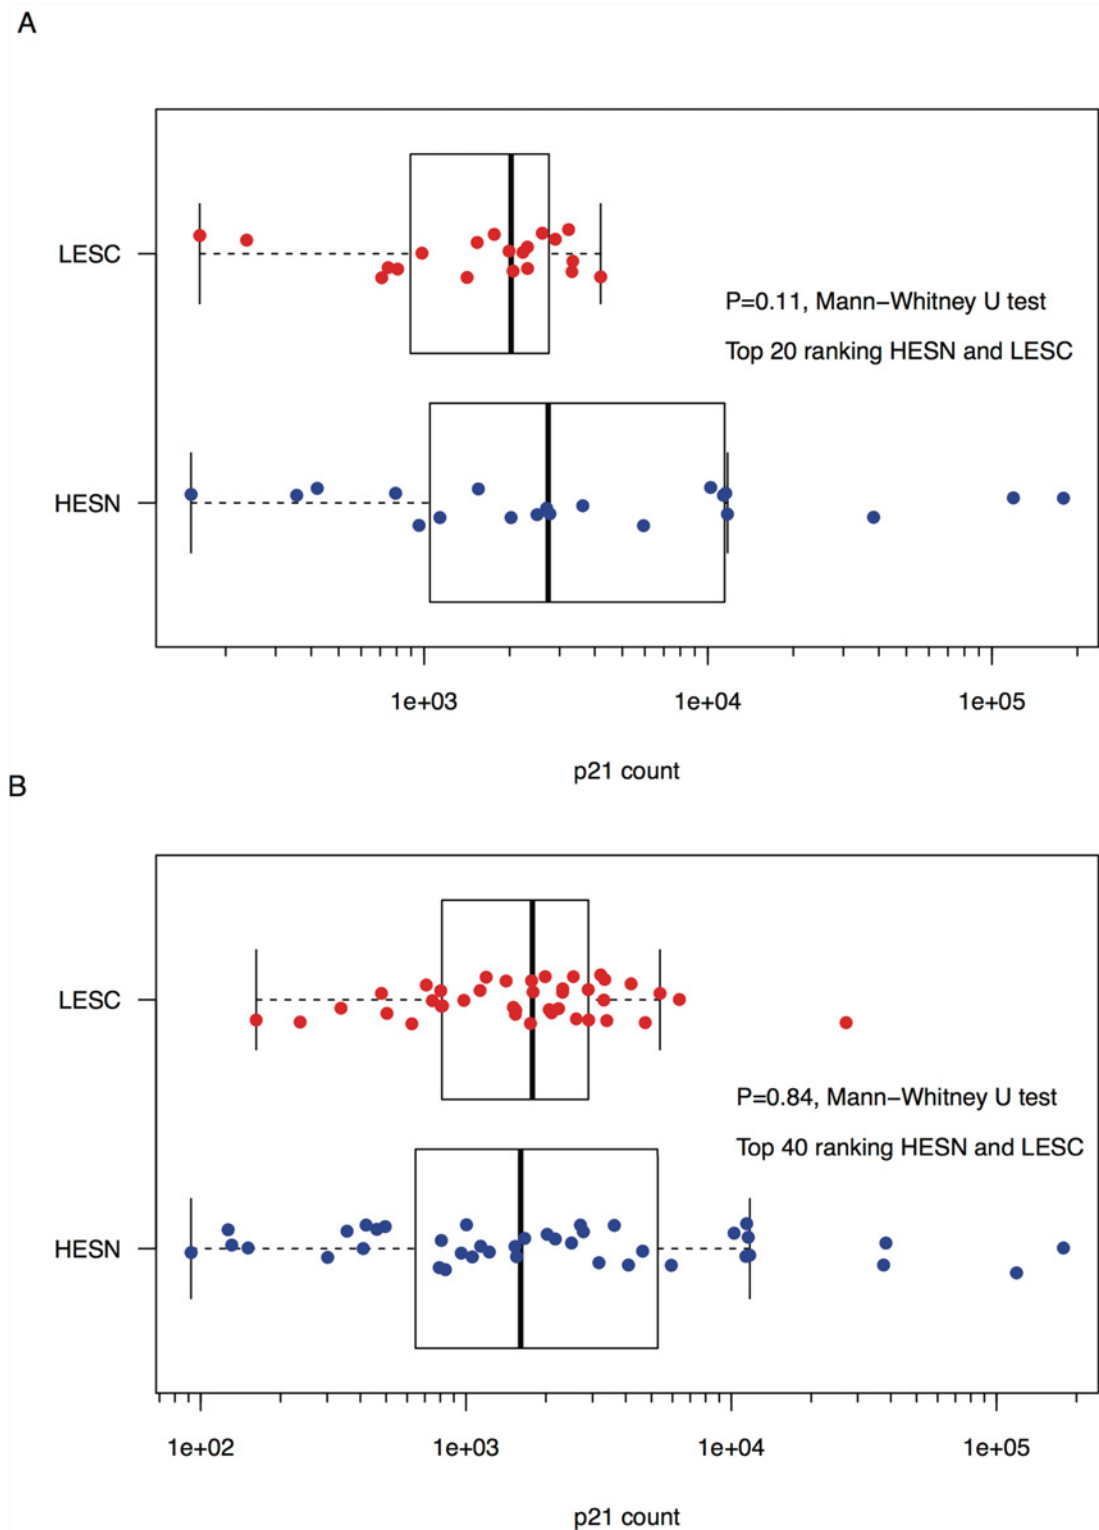 A
LESC
P=0.11, Mann−Whitney U test
Top 20 ranking HESN and LESC
HESN
1e+03 1e+04 1e+05
p21 count
B
LESC
P=0.84, Mann−Whitney U test
Top 40 ranking HESN and LESC
HESN
1e+02 1e+03 1e+04 1e+05
p21 count